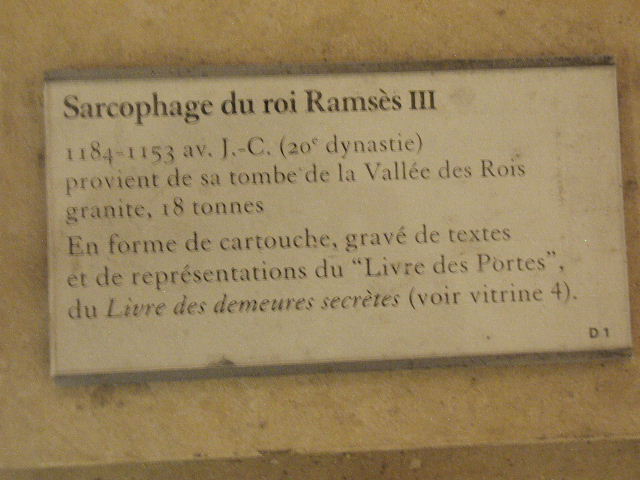 Sarcophage du roi Ramsès III
1184-1153 av. J.-C. (20e dynastie)
provient de sa tombe de la Vallée des Rois
granite, 18 tonnes
En forme de cartouche, gravé de textes
et de représentations du “Livre des Portes”,
du Livre des demeures secrètes (voir vitrine 4).
D 1